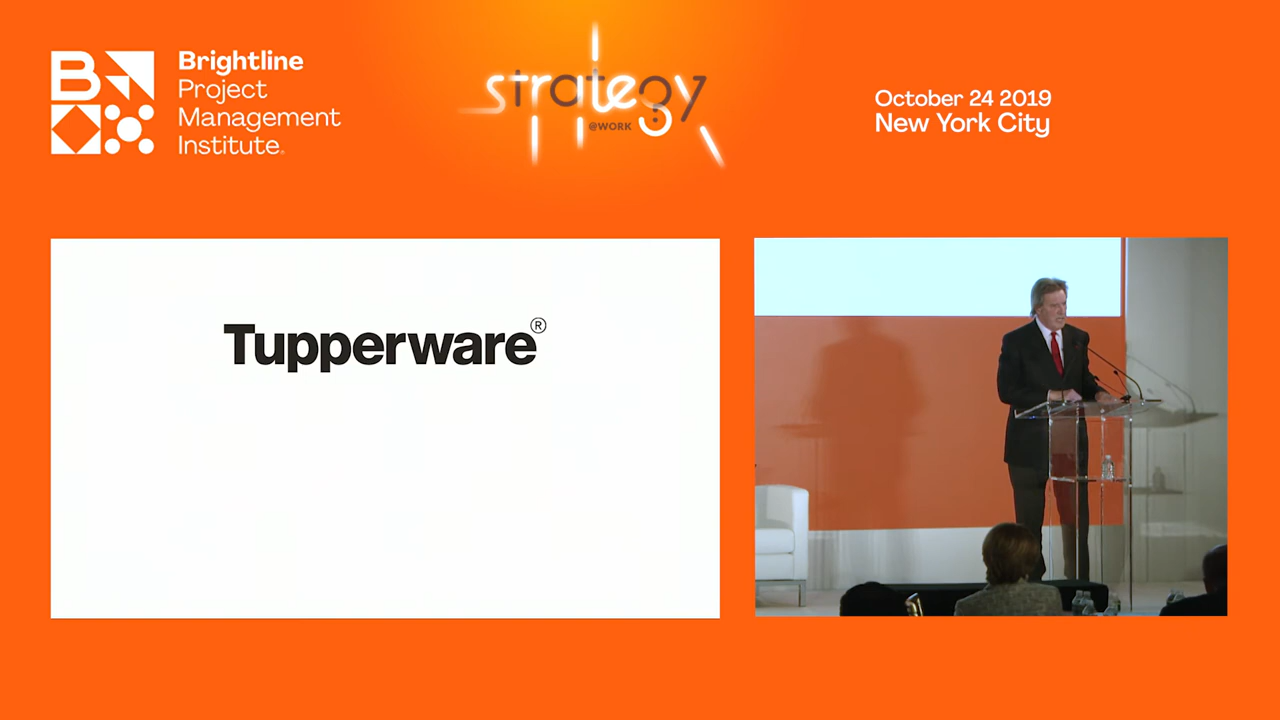 Brightline
Project
Management
Institute.
strategy
@WORK
October 24 2019
New York City
Tupperware®